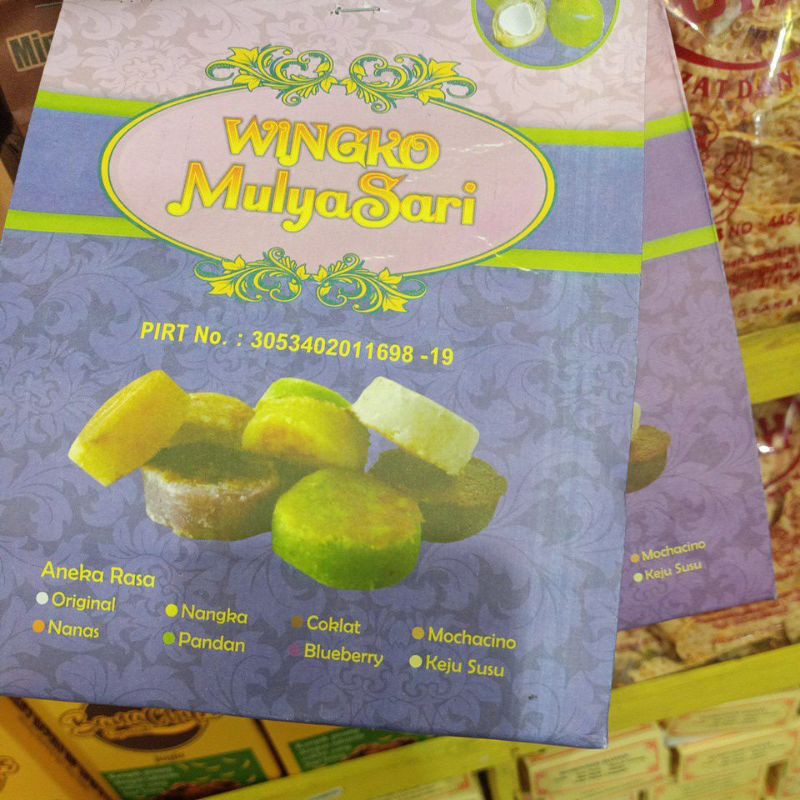 WINGKO
MulyaSari
PIRT No. : 3053402011698 -19
Aneka Rasa
Original
Nanas
Nangka
Pandan
Coklat
Blueberry
Mochacino
Keju Susu
Mochacino
Keju Susu